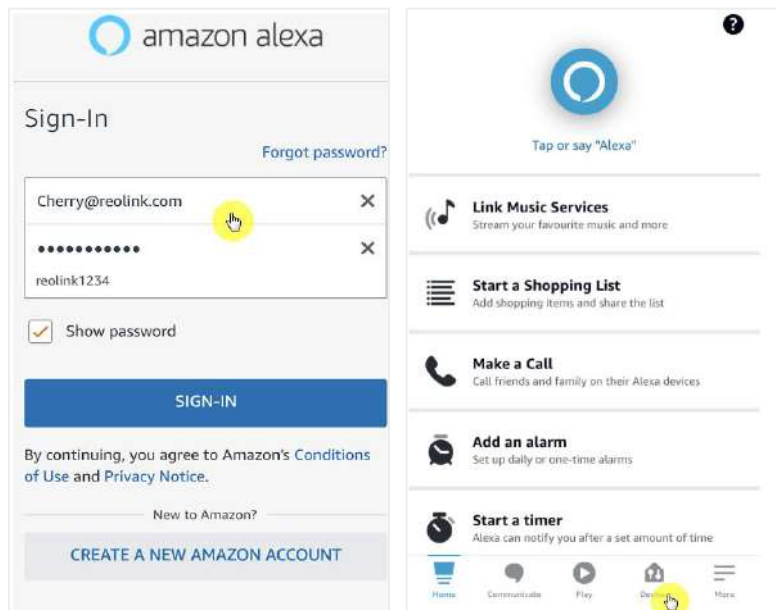 amazon alexa
Sign-In
Forgot password?
Cherry@reolink.com
•••••••••••
reolink1234
Show password
SIGN-IN
By continuing, you agree to Amazon's Conditions
of Use and Privacy Notice.
New to Amazon?
CREATE A NEW AMAZON ACCOUNT
?
Tap or say "Alexa"
Link Music Services
Stream your favourite music and more
Start a Shopping List
Add shopping items and share the list
Make a Call
Call friends and family on their Alexa devices
Add an alarm
Set up daily or one-time alarms
Start a timer
Alexa can notify you after a set amount of time
Home Communicate Play More